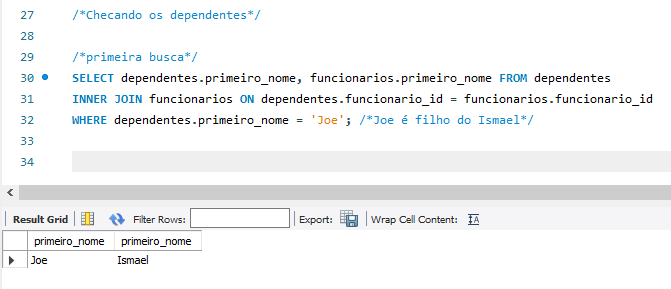 27 /*Checando os dependentes*/
28
29 /*primeira busca*/
30 SELECT dependentes.primeiro_nome, funcionarios.primeiro_nome FROM dependentes
31 INNER JOIN funcionarios ON dependentes.funcionario_id = funcionarios.funcionario_id
32 WHERE dependentes.primeiro_nome = 'Joe'; /*Joe é filho do Ismael*/
33
34
Result Grid Filter Rows: Export: Wrap Cell Content: IA
primeiro_nome primeiro_nome
Joe Ismael